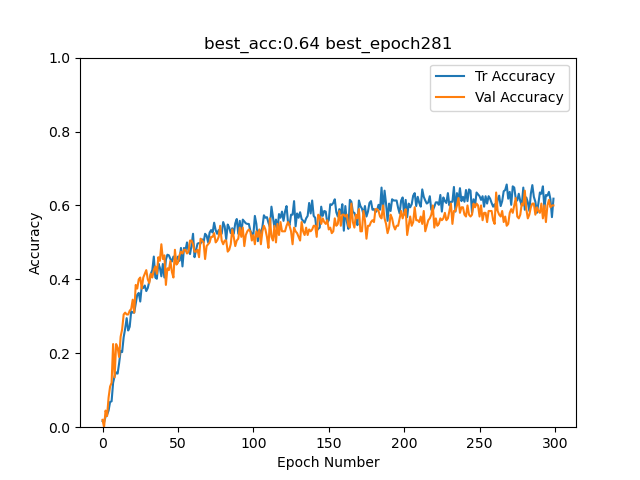 best_acc:0.64 best_epoch281
Tr Accuracy
Val Accuracy
Accuracy
1.0
0.8
0.6
0.4
0.2
0.0
0 50 100 150 200 250 300
Epoch Number